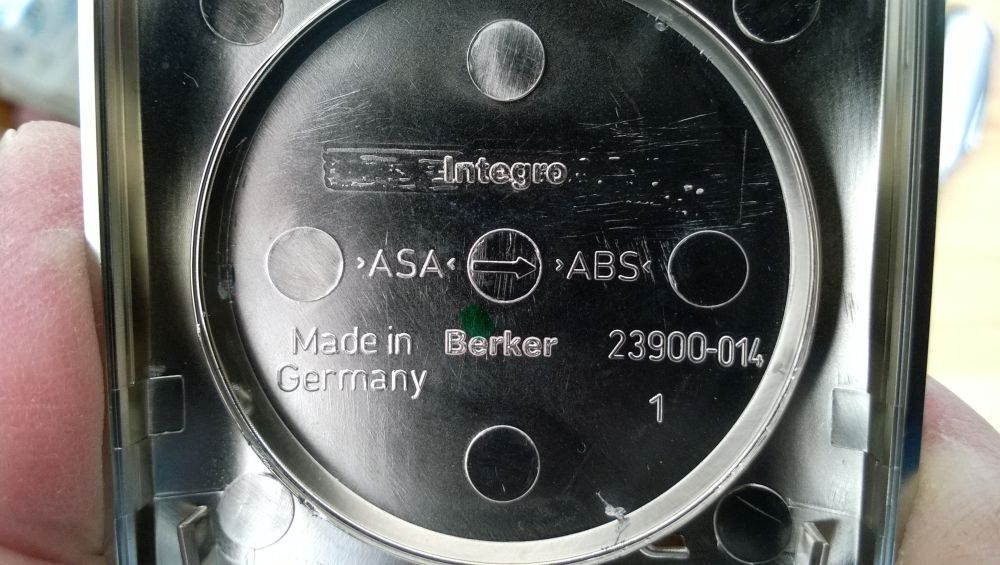 Integro
›ASA‹ → ›ABS‹
Made in Germany
Berker
23900-014
1